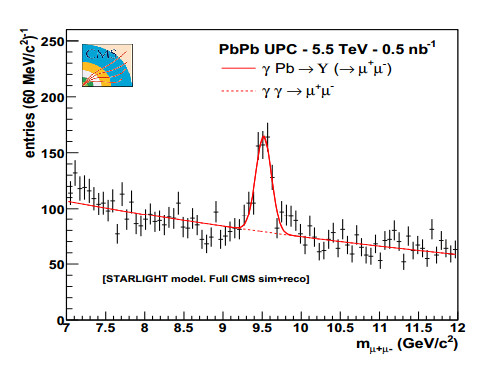 PbPb UPC - 5.5 TeV - 0.5 nb⁻¹
γ Pb → Υ (→ μ⁺μ⁻)
γ γ → μ⁺μ⁻
CMS
entries (60 MeV/c²)⁻¹
250
200
150
100
50
0
[STARLIGHT model. Full CMS sim+reco]
7 7.5 8 8.5 9 9.5 10 10.5 11 11.5 12
m_μ+μ- (GeV/c²)